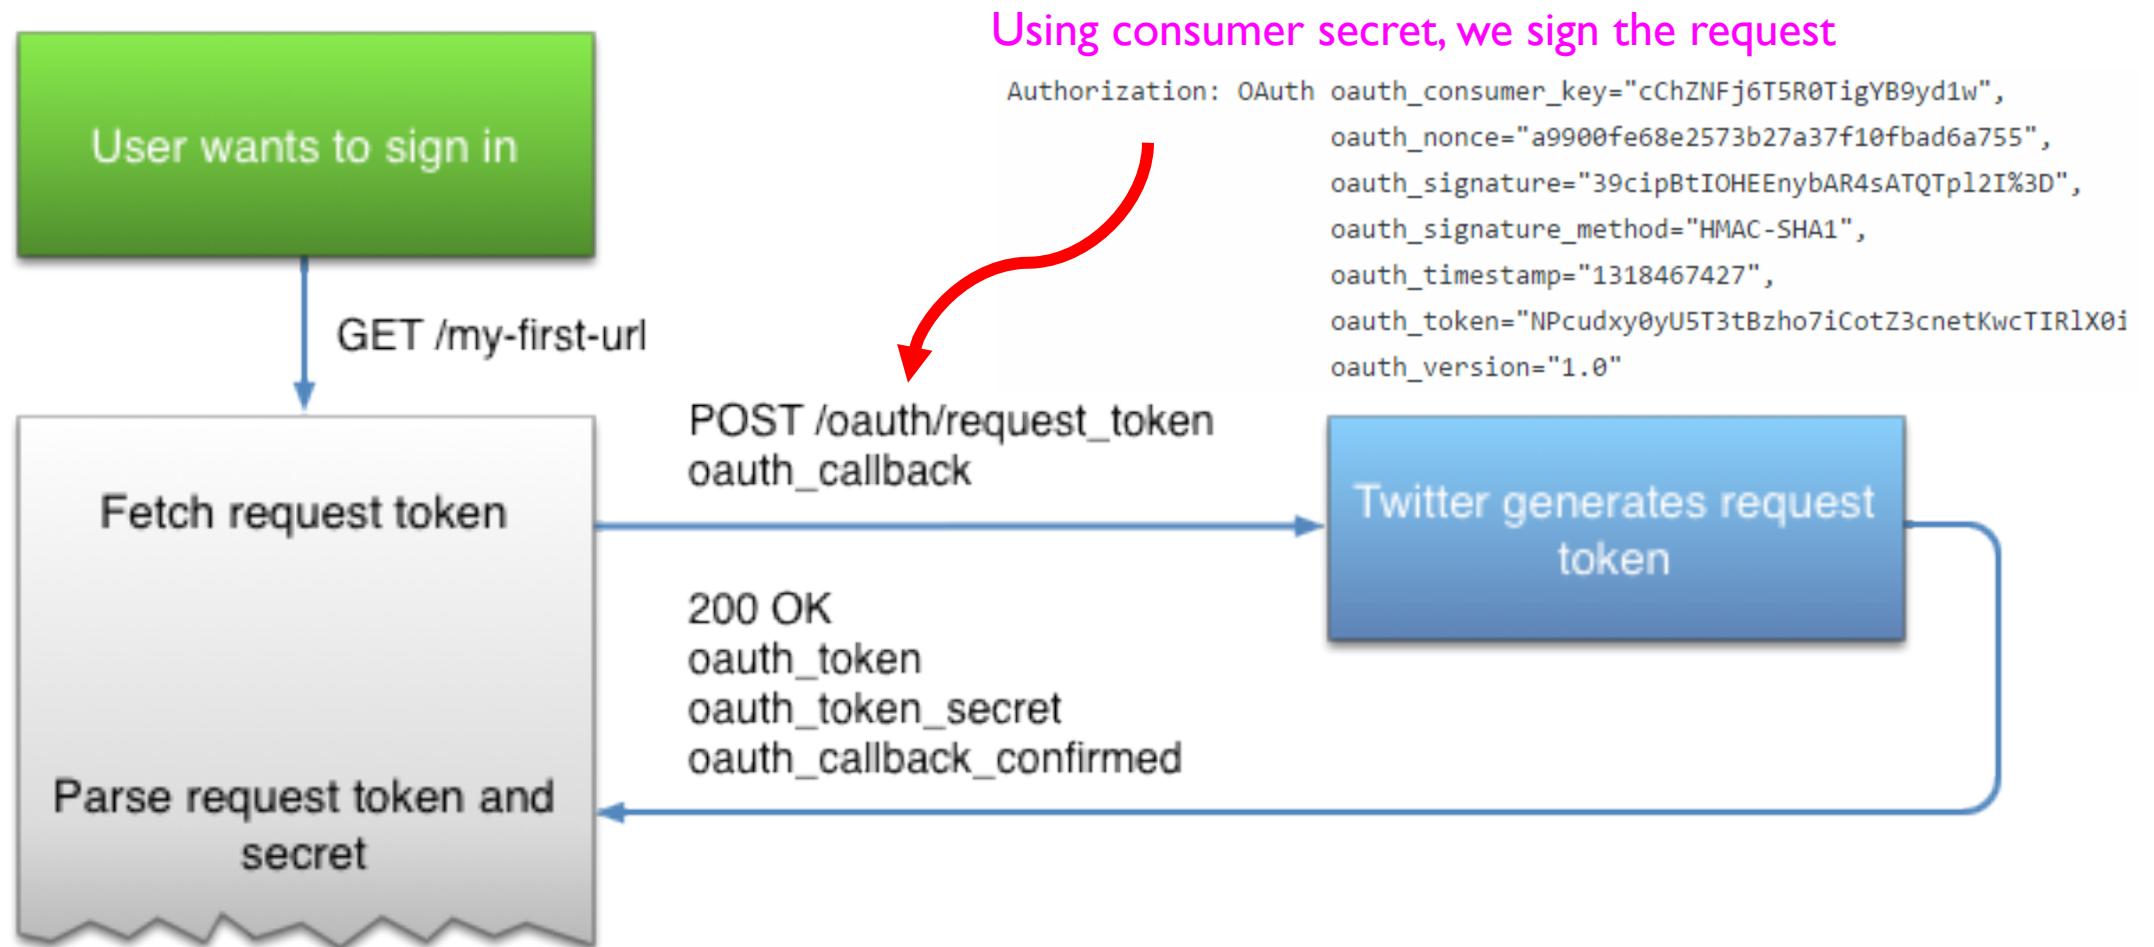 Using consumer secret, we sign the request
Authorization: OAuth oauth_consumer_key="cChZNFj6T5R0TigYB9yd1w",
oauth_nonce="a9900fe68e2573b27a37f10fbad6a755",
oauth_signature="39cipBtIOHEEnybAR4sATQTpl2I%3D",
oauth_signature_method="HMAC-SHA1",
oauth_timestamp="1318467427",
oauth_token="NPcudxy0yU5T3tBzho7iCotZ3cnetKwcTIRlX0i
oauth_version="1.0"
User wants to sign in
GET /my-first-url
POST /oauth/request_token
oauth_callback
Fetch request token
Twitter generates request
token
200 OK
oauth_token
oauth_token_secret
oauth_callback_confirmed
Parse request token and
secret